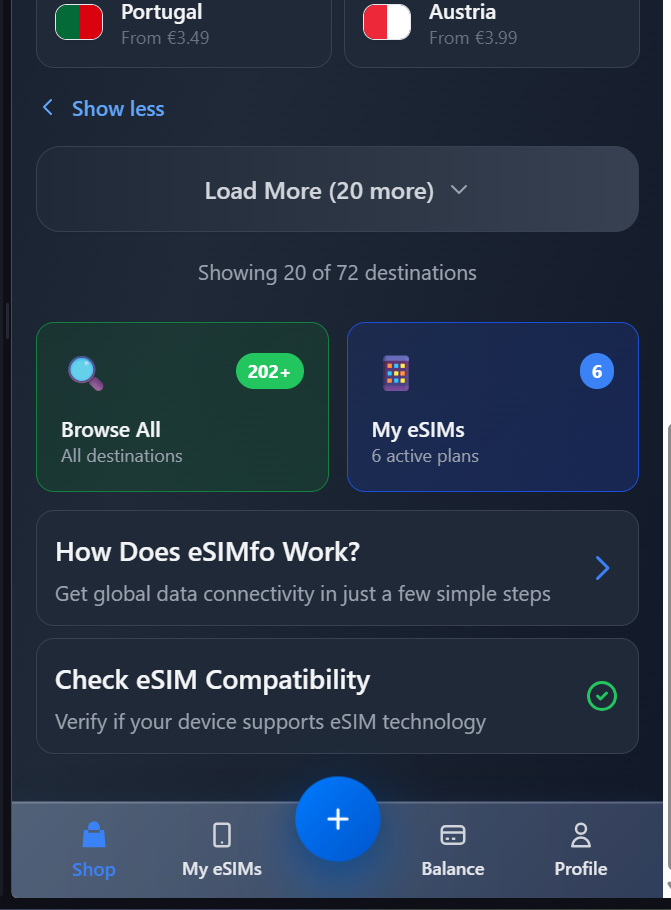 Portugal
From €3.49
Austria
From €3.99
Show less
Load More (20 more)
Showing 20 of 72 destinations
202+
Browse All
All destinations
6
My eSIMs
6 active plans
How Does eSIMfo Work?
Get global data connectivity in just a few simple steps
Check eSIM Compatibility
Verify if your device supports eSIM technology
Shop
My eSIMs
Balance
Profile